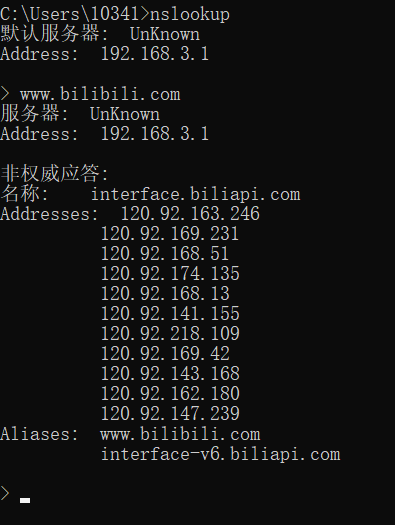 C:\Users\10341>nslookup
默认服务器:  UnKnown
Address:  192.168.3.1
> www.bilibili.com
服务器:  UnKnown
Address:  192.168.3.1
非权威应答:
名称:    interface.biliapi.com
Addresses:  120.92.163.246
120.92.169.231
120.92.168.51
120.92.174.135
120.92.168.13
120.92.141.155
120.92.218.109
120.92.169.42
120.92.143.168
120.92.162.180
120.92.147.239
Aliases:  www.bilibili.com
interface-v6.biliapi.com
>